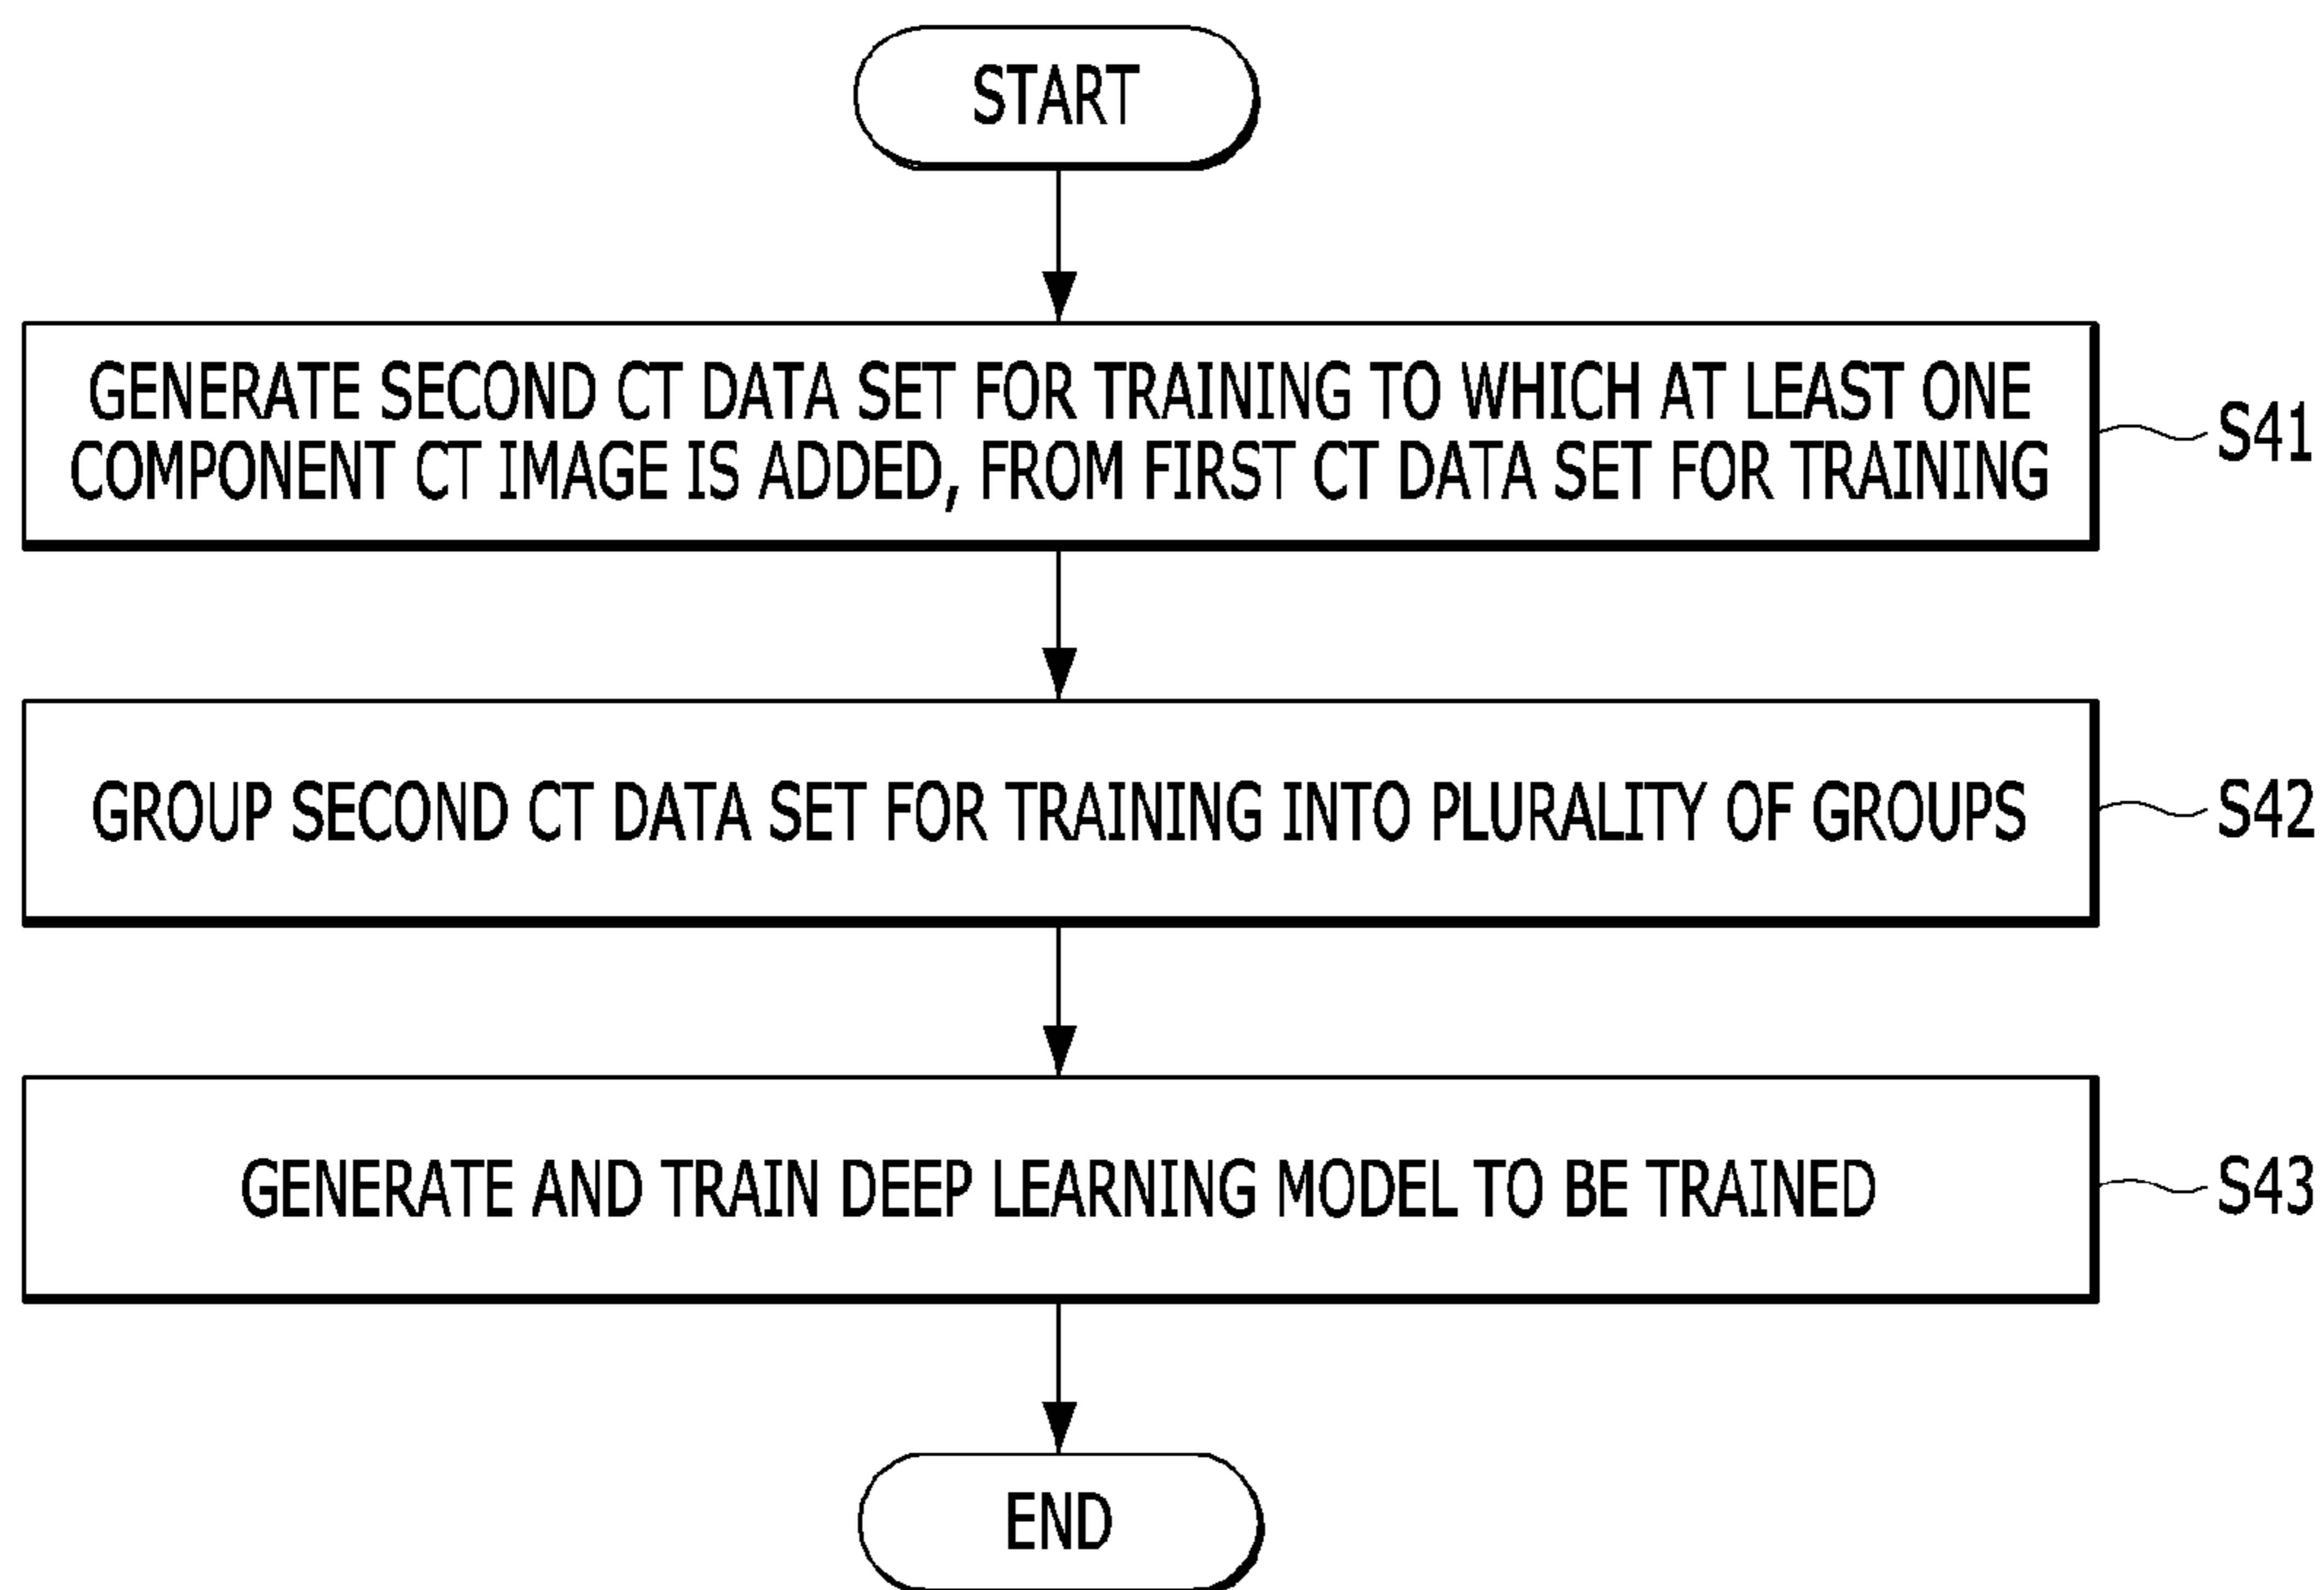 START
GENERATE SECOND CT DATA SET FOR TRAINING TO WHICH AT LEAST ONE
COMPONENT CT IMAGE IS ADDED, FROM FIRST CT DATA SET FOR TRAINING
S41
GROUP SECOND CT DATA SET FOR TRAINING INTO PLURALITY OF GROUPS
S42
GENERATE AND TRAIN DEEP LEARNING MODEL TO BE TRAINED
S43
END